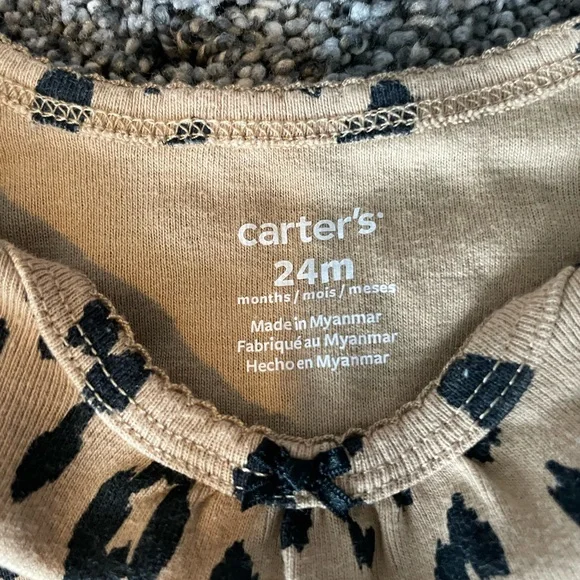 carter's
24m
months / mois / meses
Made in Myanmar
Fabriqué au Myanmar
Hecho en Myanmar